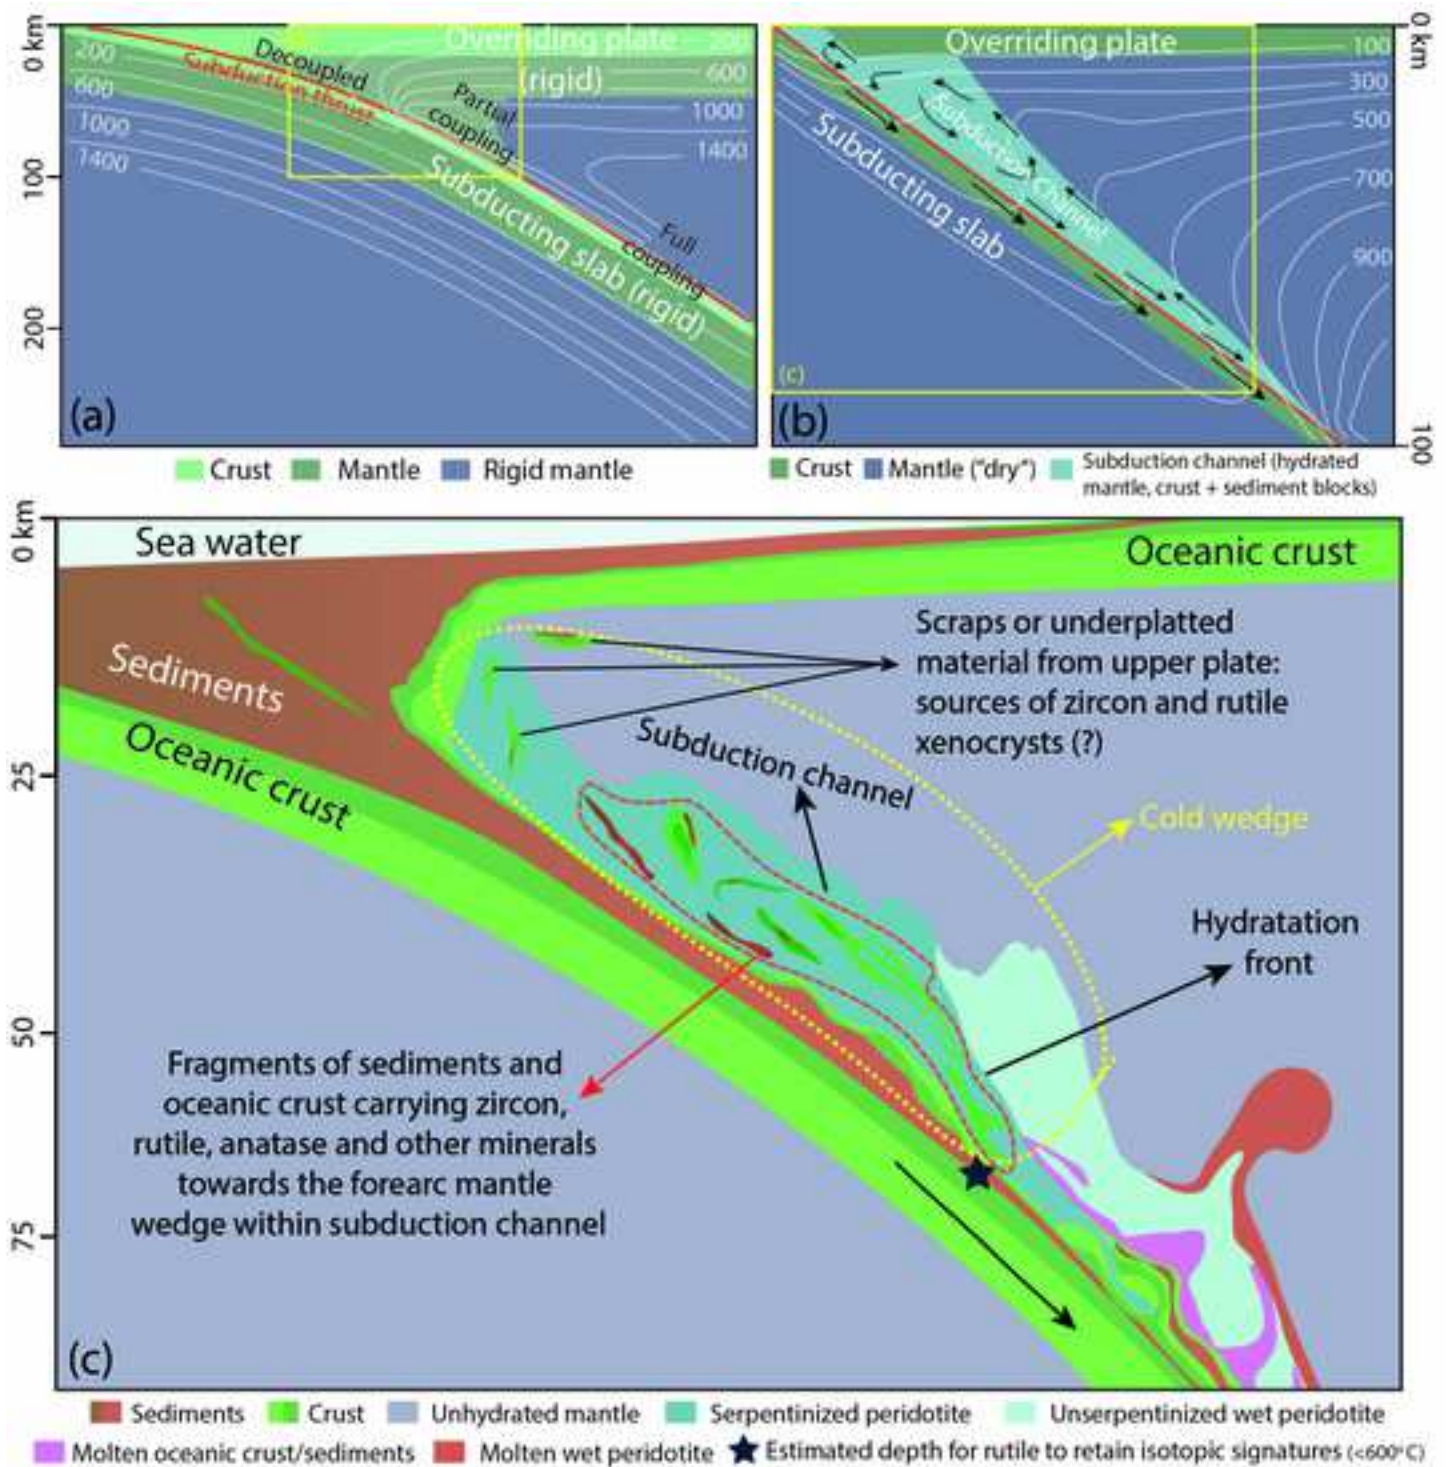 0 km
100
200
200
600
1000
1400
Decoupled
Subduction thrust
Partial
coupling
Full
coupling
Overriding plate
(rigid)
600
1000
1400
Subducting slab (rigid)
(a)
Crust
Mantle
Rigid mantle
0 km
100
Overriding plate
100
300
500
700
900
Subduction channel
Subducting slab
(c)
(b)
Crust
Mantle ("dry")
Subduction channel (hydrated
mantle, crust + sediment blocks)
0 km
25
50
75
Sea water
Oceanic crust
Sediments
Oceanic crust
Scraps or underplatted
material from upper plate:
sources of zircon and rutile
xenocrysts (?)
Subduction channel
Cold wedge
Hydratation
front
Fragments of sediments and
oceanic crust carrying zircon,
rutile, anatase and other minerals
towards the forearc mantle
wedge within subduction channel
(c)
Sediments
Crust
Unhydrated mantle
Serpentinized peridotite
Unserpentinized wet peridotite
Molten oceanic crust/sediments
Molten wet peridotite
Estimated depth for rutile to retain isotopic signatures (<600°C)